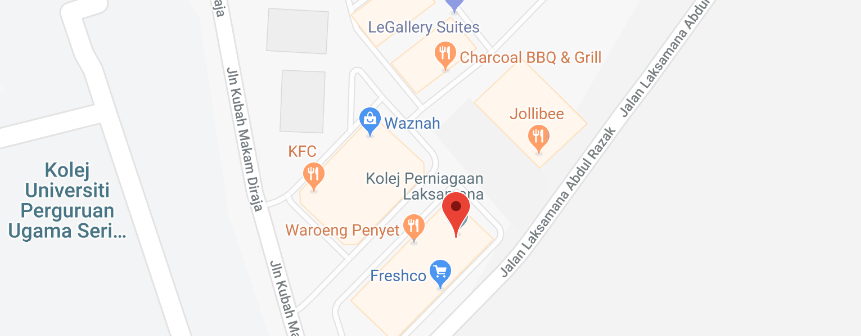 Diraja
LeGallery Suites
Charcoal BBQ & Grill
Jalan Laksamana Abdul
Jollibee
Jln Kubah Makam Diraja
Waznah
KFC
Kolej
Universiti
Perguruan
Ugama Seri...
Kolej Perniagaan
Laksamana
Waroeng Penyet
Jalan Laksamana Abdul Razak
Freshco
Jln Kubah